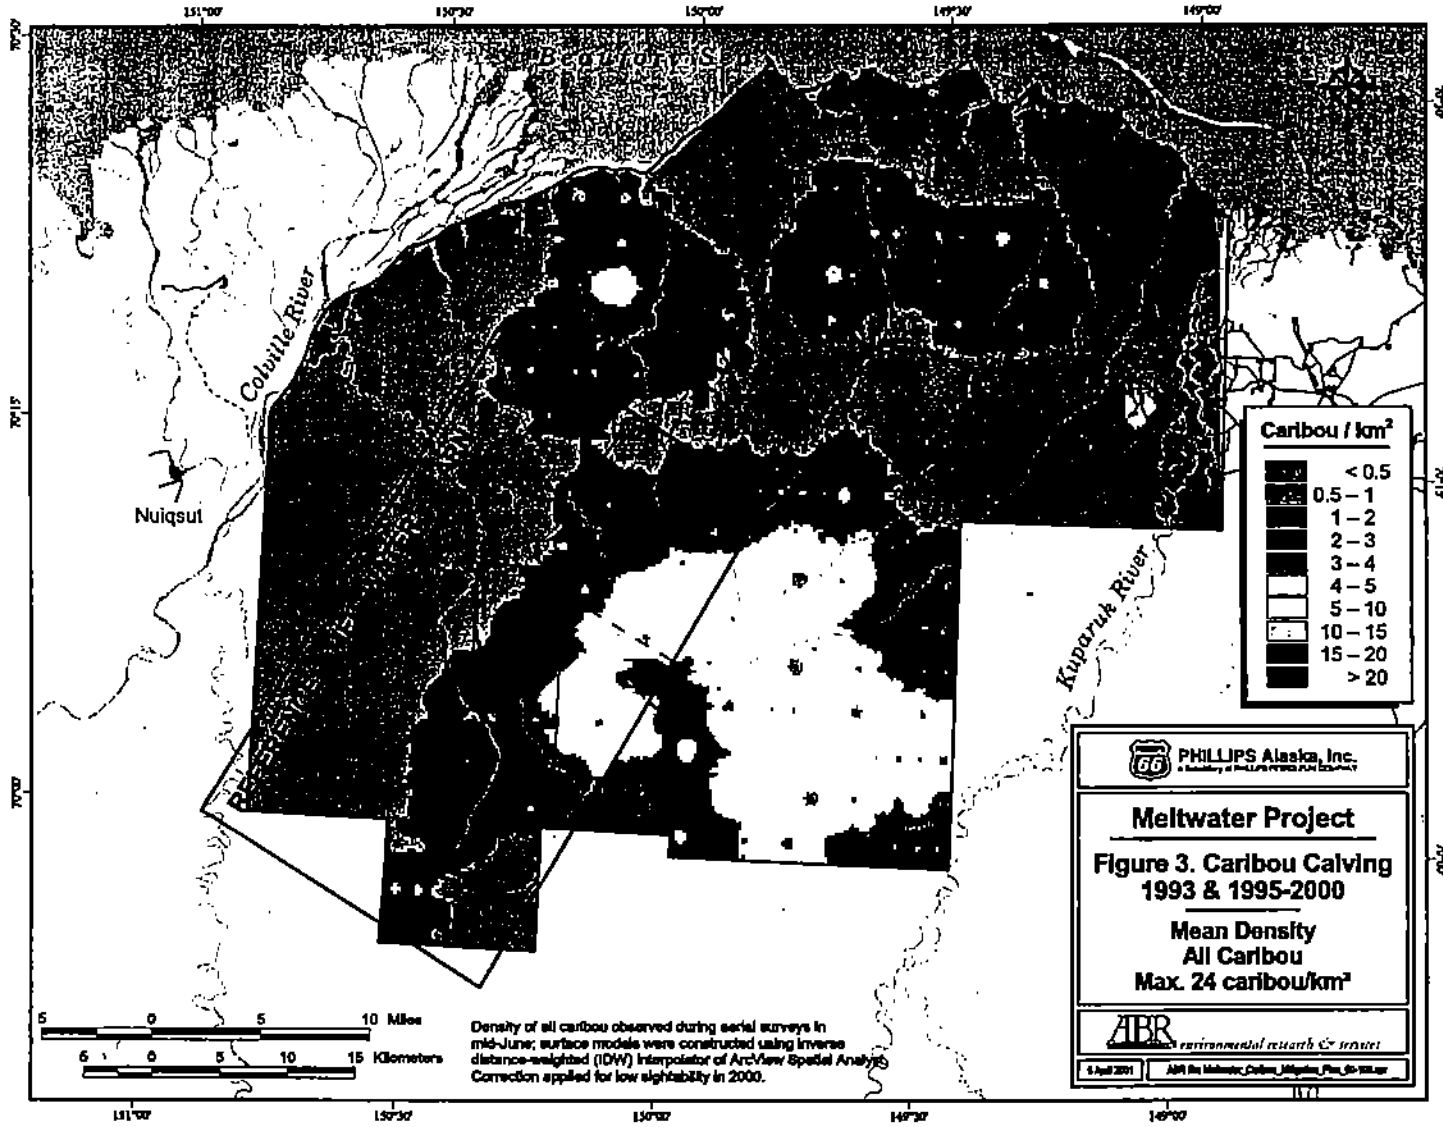 151°00'
150°30'
150°00'
149°30'
149°00'
70°15'
70°00'
Beaufort S
Colville River
Nuiqsut
Kuparuk River
Caribou / km²
< 0.5
0.5 – 1
1 – 2
2 – 3
3 – 4
4 – 5
5 – 10
10 – 15
15 – 20
> 20
66
PHILLIPS Alaska, Inc.
Meltwater Project
Figure 3. Caribou Calving
1993 & 1995-2000
Mean Density
All Caribou
Max. 24 caribou/km²
ABR environmental research & services
5 0 5 10 Miles
5 0 5 10 15 Kilometers
Density of all caribou observed during aerial surveys in
mid-June; surface models were constructed using inverse
distance-weighted (IDW) interpolator of ArcView Spatial Analyst
Correction applied for low sightability in 2000.
151°00'
150°30'
150°00'
149°30'
149°00'